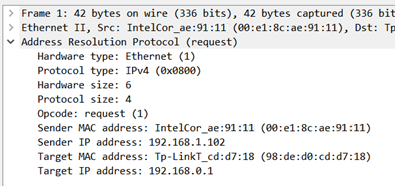 Frame 1: 42 bytes on wire (336 bits), 42 bytes captured (336 bit
Ethernet II, Src: IntelCor_ae:91:11 (00:e1:8c:ae:91:11), Dst: Tp
Address Resolution Protocol (request)
Hardware type: Ethernet (1)
Protocol type: IPv4 (0x0800)
Hardware size: 6
Protocol size: 4
Opcode: request (1)
Sender MAC address: IntelCor_ae:91:11 (00:e1:8c:ae:91:11)
Sender IP address: 192.168.1.102
Target MAC address: Tp-LinkT_cd:d7:18 (98:de:d0:cd:d7:18)
Target IP address: 192.168.0.1